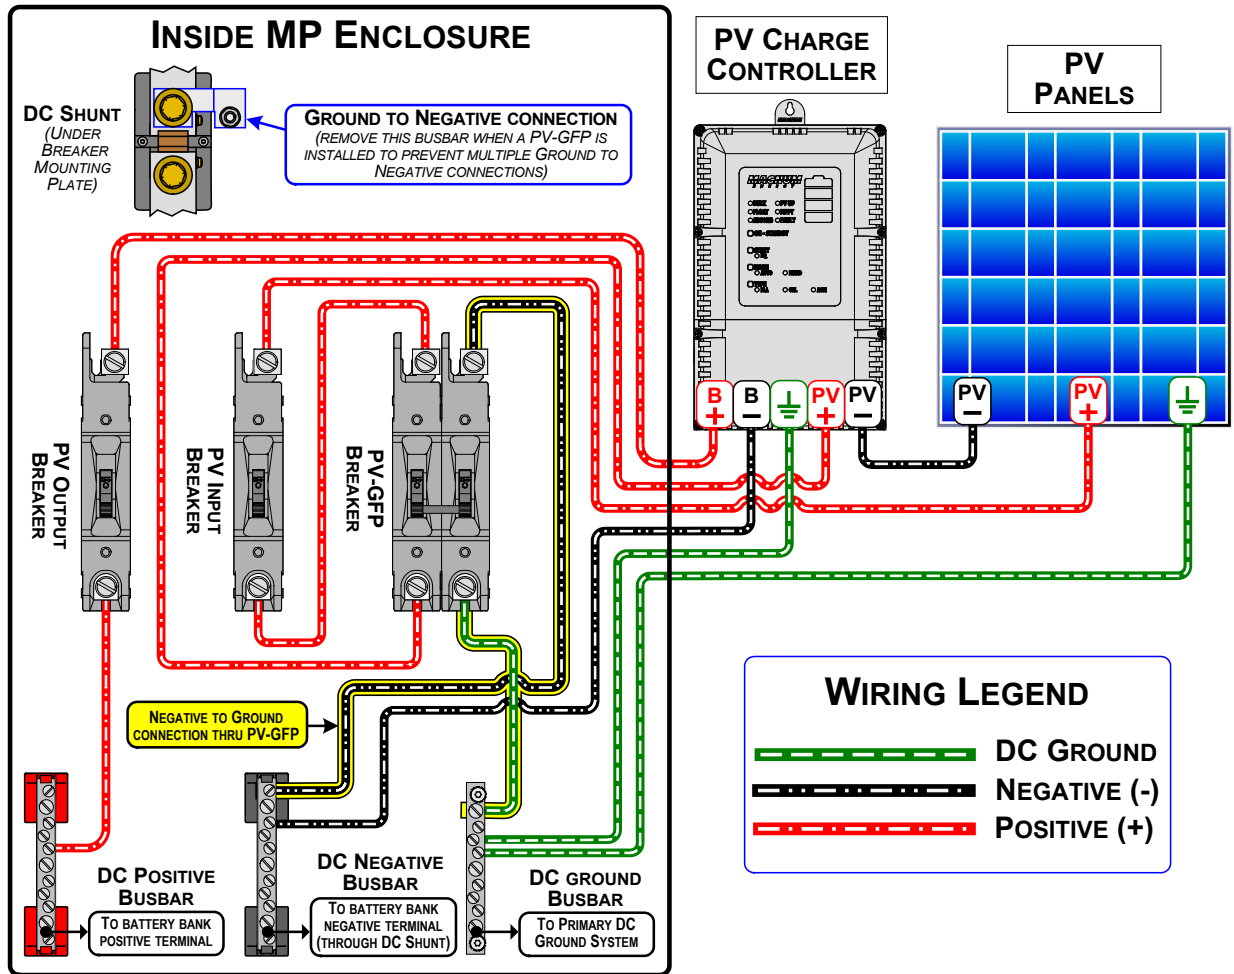 INSIDE MP ENCLOSURE
DC SHUNT
(UNDER
BREAKER
MOUNTING
PLATE)
GROUND TO NEGATIVE CONNECTION
(REMOVE THIS BUSBAR WHEN A PV-GFP IS
INSTALLED TO PREVENT MULTIPLE GROUND TO
NEGATIVE CONNECTIONS)
PV CHARGE
CONTROLLER
PV
PANELS
MAGNUM
B
+
B
–
PV
+
PV
–
PV
–
PV
+
PV OUTPUT
BREAKER
PV INPUT
BREAKER
PV-GFP
BREAKER
NEGATIVE TO GROUND
CONNECTION THRU PV-GFP
DC POSITIVE
BUSBAR
TO BATTERY BANK
POSITIVE TERMINAL
DC NEGATIVE
BUSBAR
TO BATTERY BANK
NEGATIVE TERMINAL
(THROUGH DC SHUNT)
DC GROUND
BUSBAR
TO PRIMARY DC
GROUND SYSTEM
WIRING LEGEND
DC GROUND
NEGATIVE (-)
POSITIVE (+)